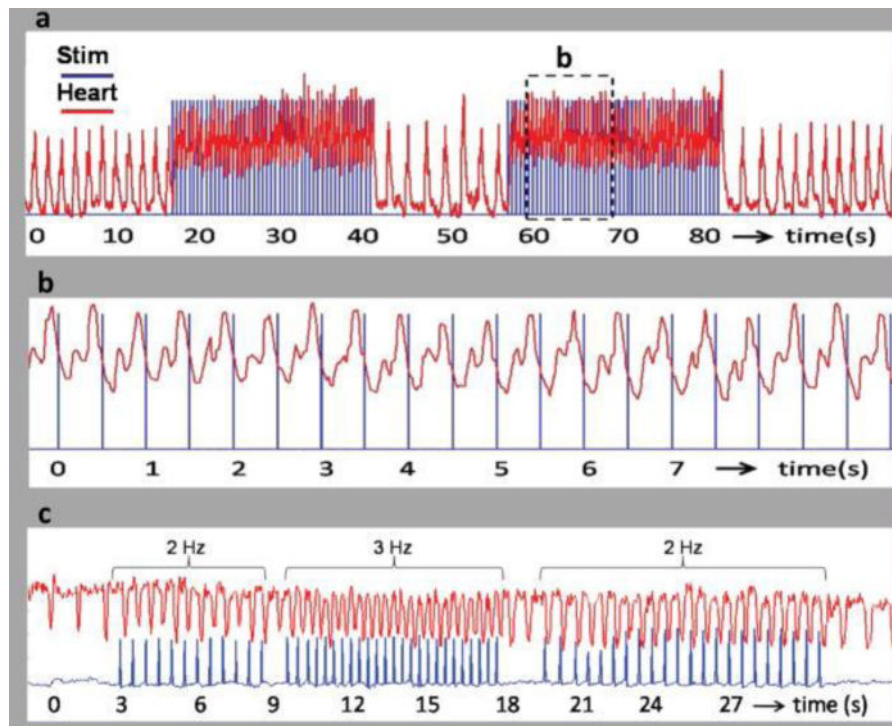 a
Stim
Heart
b
0 10 20 30 40 50 60 70 80 → time(s)
b
0 1 2 3 4 5 6 7 → time(s)
c
2 Hz 3 Hz 2 Hz
0 3 6 9 12 15 18 21 24 27 → time (s)